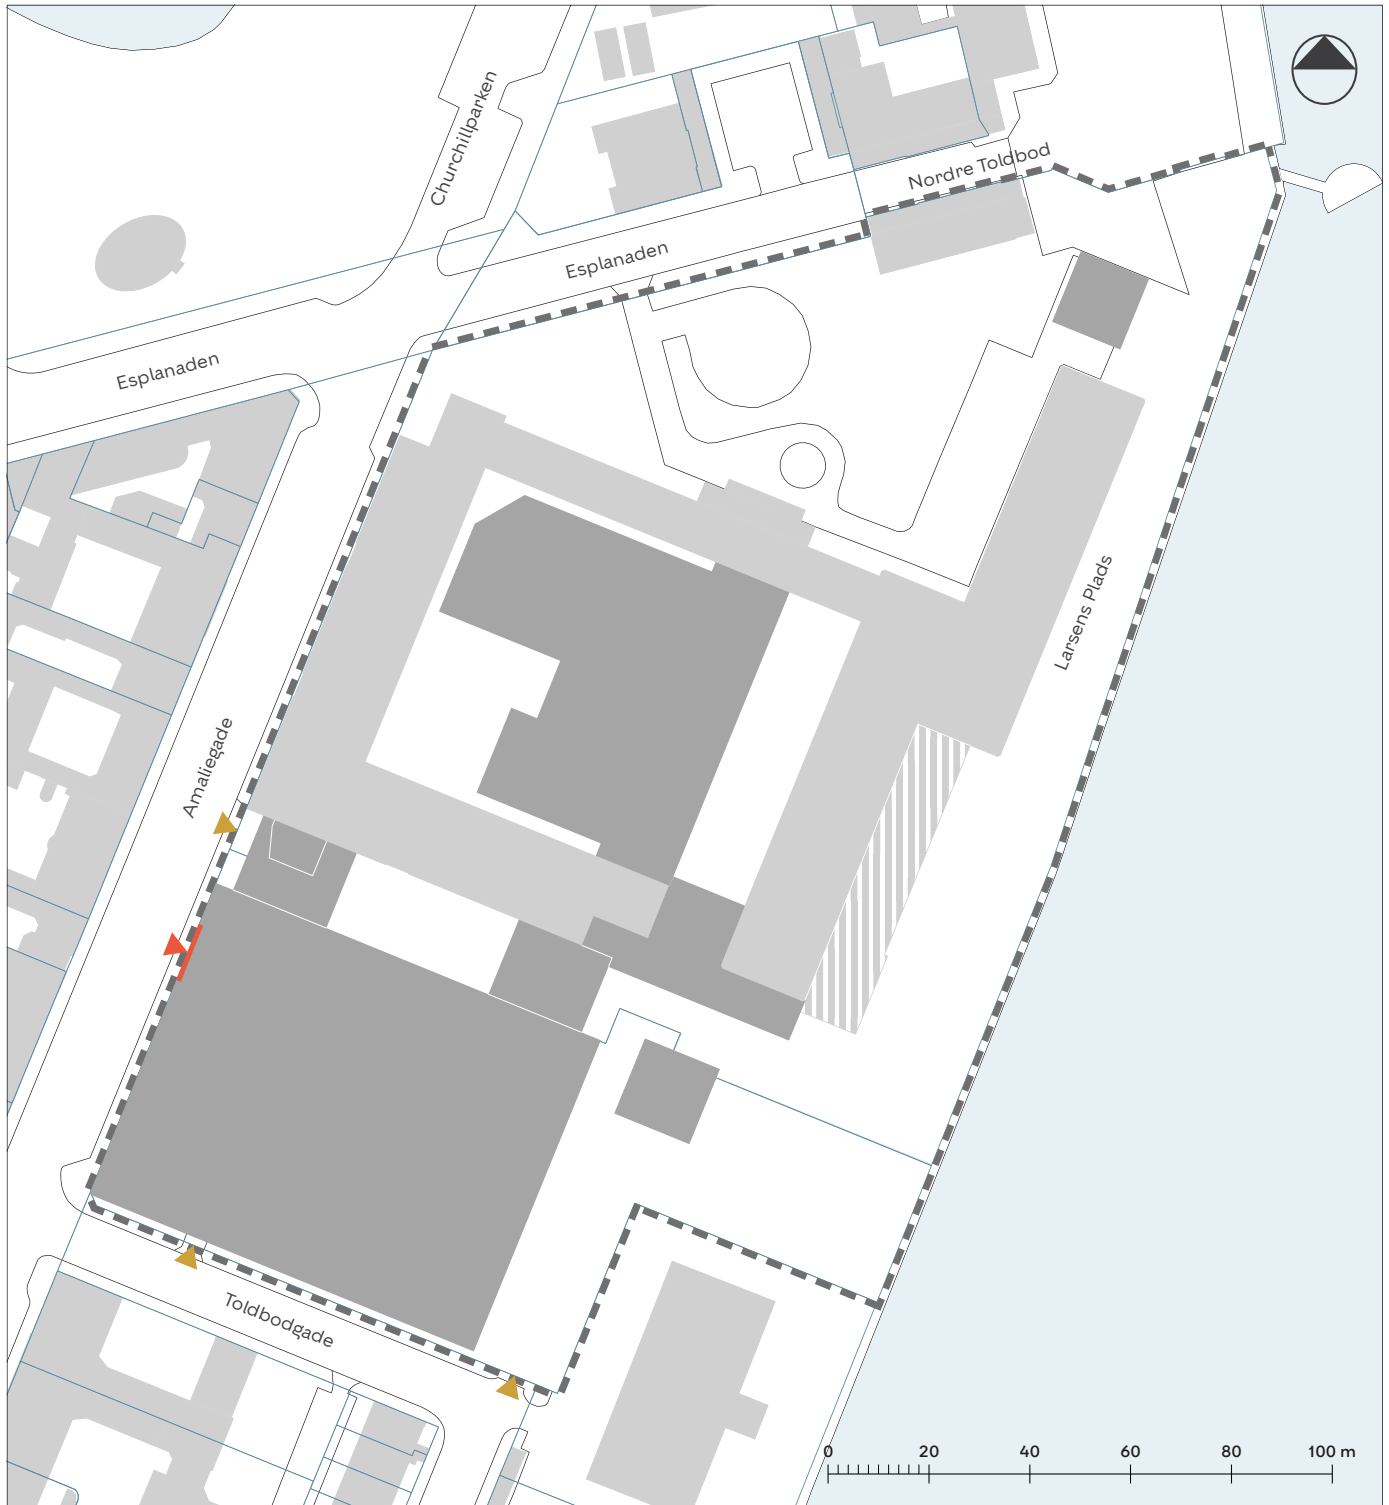 Churchillparken
Nordre Toldbod
Esplanaden
Esplanaden
Larsens Plads
Amaliegade
Toldbodgade
0 20 40 60 80 100 m